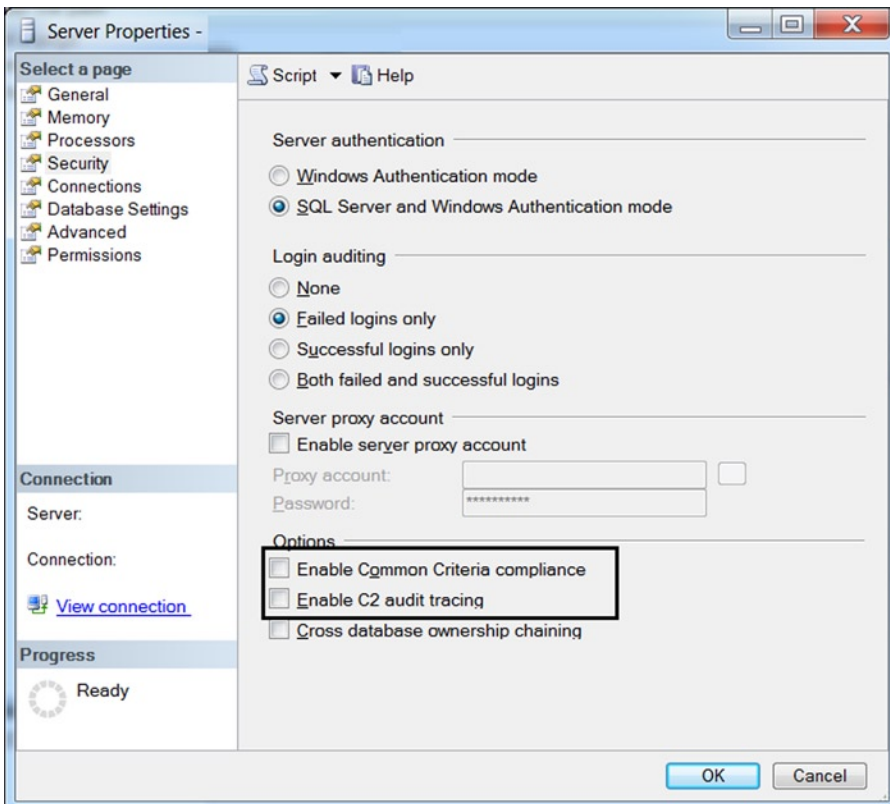 Server Properties -
Select a page
General
Memory
Processors
Security
Connections
Database Settings
Advanced
Permissions
Script Help
Server authentication
Windows Authentication mode
SQL Server and Windows Authentication mode
Login auditing
None
Failed logins only
Successful logins only
Both failed and successful logins
Server proxy account
Enable server proxy account
Proxy account:
Password: **********
Options
Enable Common Criteria compliance
Enable C2 audit tracing
Cross database ownership chaining
Connection
Server:
Connection:
View connection
Progress
Ready
OK Cancel